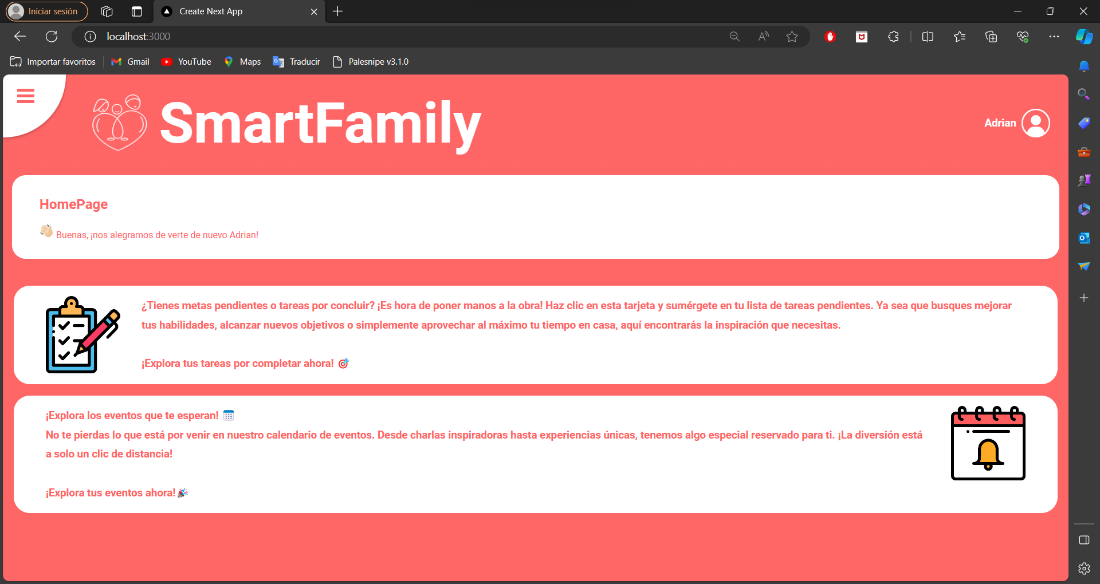 Iniciar sesión
Create Next App
localhost:3000
Importar favoritos
Gmail
YouTube
Maps
Traducir
Palesnipe v3.1.0
SmartFamily
Adrian
HomePage
👋🏻 Buenas, ¡nos alegramos de verte de nuevo Adrian!
¿Tienes metas pendientes o tareas por concluir? ¡Es hora de poner manos a la obra! Haz clic en esta tarjeta y sumérgete en tu lista de tareas pendientes. Ya sea que busques mejorar
tus habilidades, alcanzar nuevos objetivos o simplemente aprovechar al máximo tu tiempo en casa, aquí encontrarás la inspiración que necesitas.
¡Explora tus tareas por completar ahora! 🎯
¡Explora los eventos que te esperan! 🗓️
No te pierdas lo que está por venir en nuestro calendario de eventos. Desde charlas inspiradoras hasta experiencias únicas, tenemos algo especial reservado para ti. ¡La diversión está
a solo un clic de distancia!
¡Explora tus eventos ahora!🎉